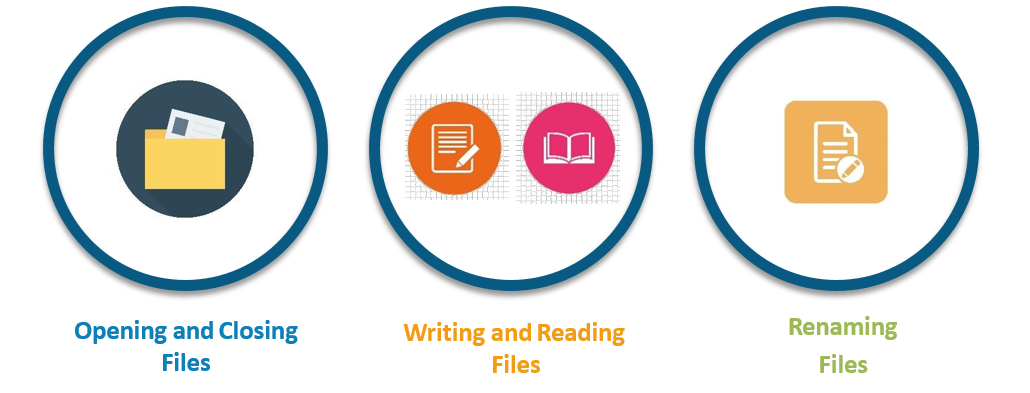 Opening and Closing
Files
Writing and Reading
Files
Renaming
Files